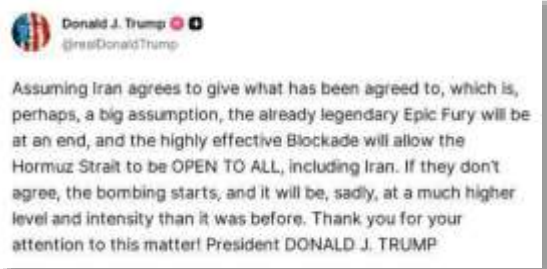 Donald J. Trump
@realDonaldTrump
Assuming Iran agrees to give what has been agreed to, which is,
perhaps, a big assumption, the already legendary Epic Fury will be
at an end, and the highly effective Blockade will allow the
Hormuz Strait to be OPEN TO ALL, including Iran. If they don't
agree, the bombing starts, and it will be, sadly, at a much higher
level and intensity than it was before. Thank you for your
attention to this matter! President DONALD J. TRUMP